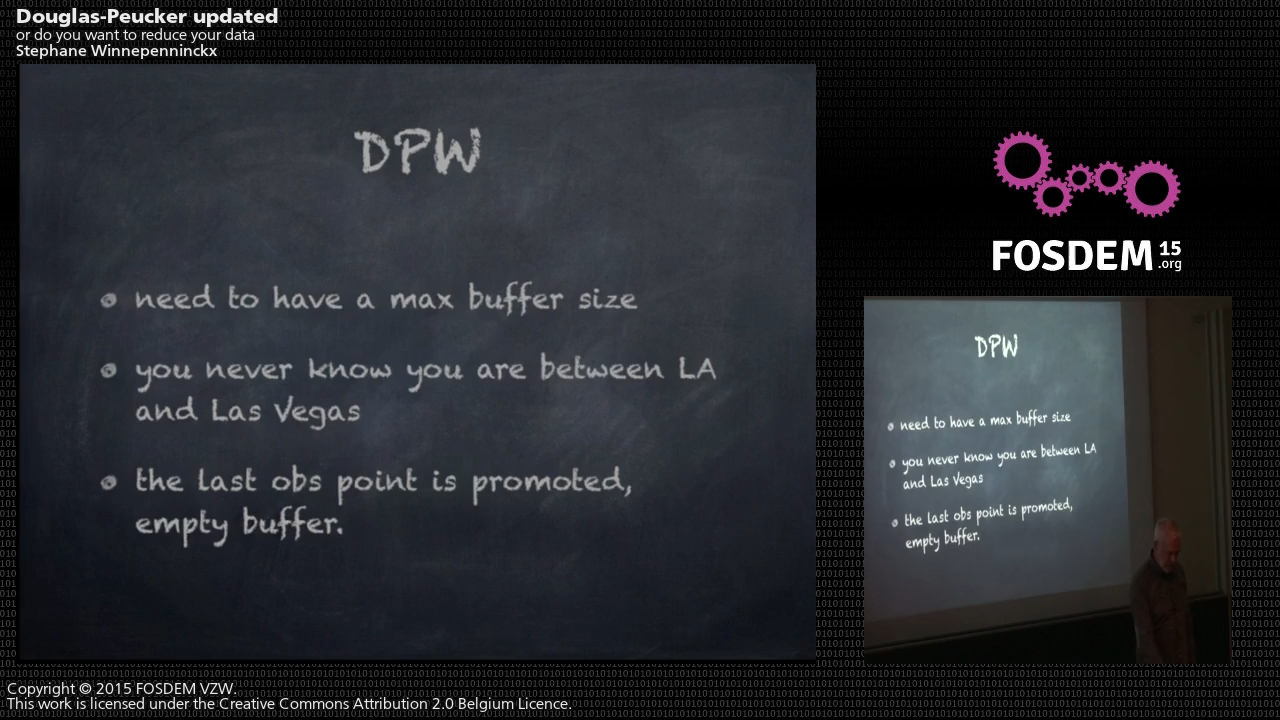 Douglas-Peucker updated
or do you want to reduce your data
Stephane Winnepenninckx
DPW
need to have a max buffer size
you never know you are between LA
and Las Vegas
the last obs point is promoted,
empty buffer.
FOSDEM 15
.org
DPW
need to have a max buffer size
you never know you are between LA
and Las Vegas
the last obs point is promoted,
empty buffer.
Copyright © 2015 FOSDEM VZW.
This work is licensed under the Creative Commons Attribution 2.0 Belgium Licence.